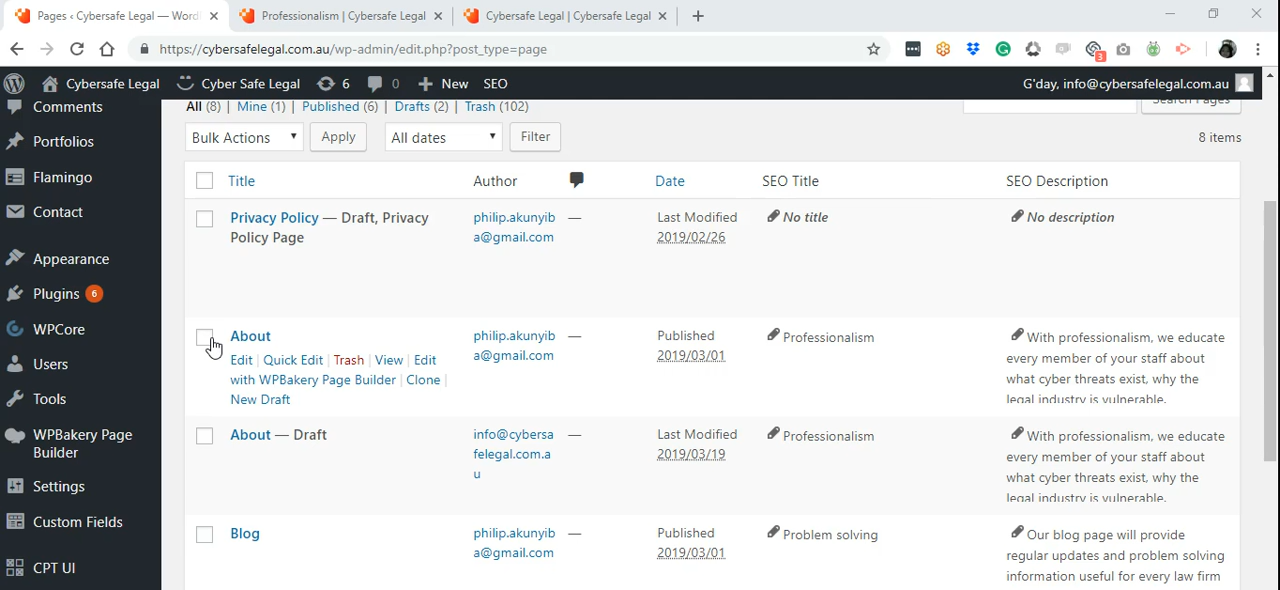 Pages ‹ Cybersafe Legal — Word
Professionalism | Cybersafe Legal
Cybersafe Legal | Cybersafe Legal
https://cybersafelegal.com.au/wp-admin/edit.php?post_type=page
3
Cybersafe Legal
Cyber Safe Legal
6
0
New
SEO
G'day, info@cybersafelegal.com.au
Comments
Portfolios
Flamingo
Contact
Appearance
Plugins 6
WPCore
Users
Tools
WPBakery Page
Builder
Settings
Custom Fields
CPT UI
All (8) | Mine (1) | Published (6) | Drafts (2) | Trash (102)
Search Pages
Bulk Actions
Apply
All dates
Filter
8 items
Title
Author
Date
SEO Title
SEO Description
Privacy Policy — Draft, Privacy
Policy Page
philip.akunyib
a@gmail.com
—
Last Modified
2019/02/26
No title
No description
About
Edit | Quick Edit | Trash | View | Edit
with WPBakery Page Builder | Clone |
New Draft
philip.akunyib
a@gmail.com
—
Published
2019/03/01
Professionalism
With professionalism, we educate
every member of your staff about
what cyber threats exist, why the
legal industry is vulnerable.
About — Draft
info@cybersa
felegal.com.a
u
—
Last Modified
2019/03/19
Professionalism
With professionalism, we educate
every member of your staff about
what cyber threats exist, why the
legal industry is vulnerable.
Blog
philip.akunyib
a@gmail.com
—
Published
2019/03/01
Problem solving
Our blog page will provide
regular updates and problem solving
information useful for every law firm